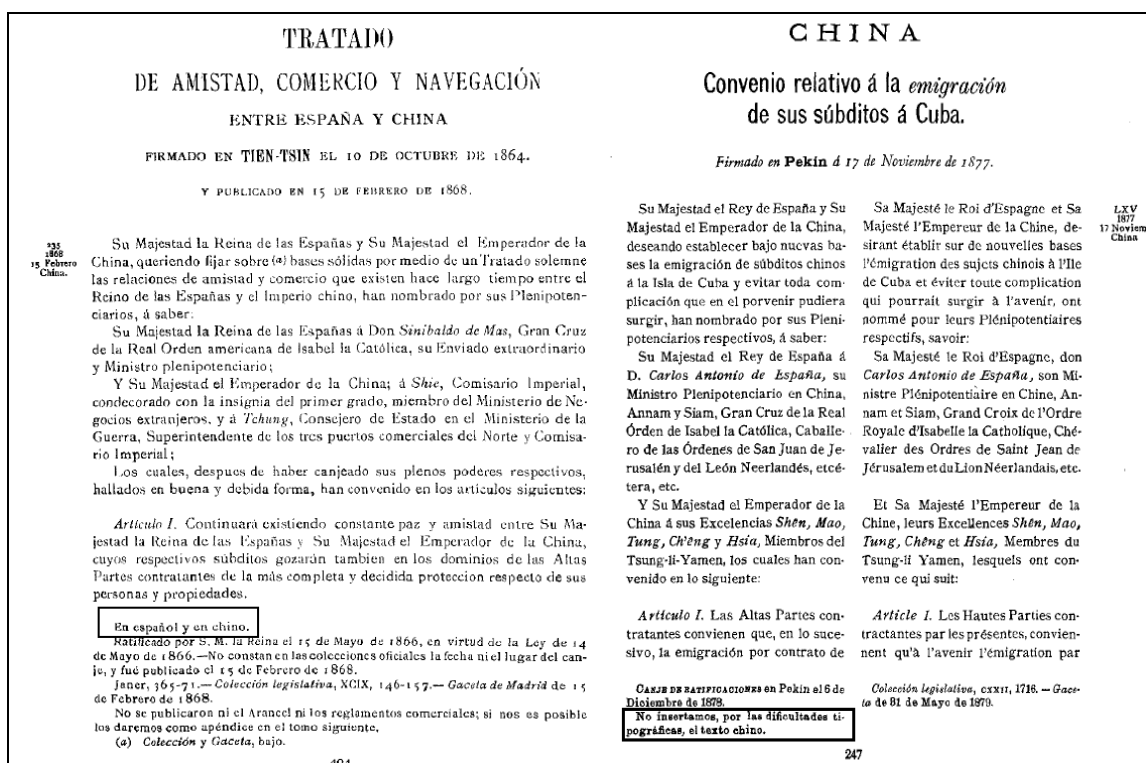 TRATADO
DE AMISTAD, COMERCIO Y NAVEGACIÓN
ENTRE ESPAÑA Y CHINA
FIRMADO EN TIEN-TSIN EL 10 DE OCTUBRE DE 1864.
Y PUBLICADO EN 15 DE FEBRERO DE 1868.
235
1868
15 Febrero
China.
Su Majestad la Reina de las Españas y Su Majestad el Emperador de la
China, queriendo fijar sobre (a) bases sólidas por medio de un Tratado solemne
las relaciones de amistad y comercio que existen hace largo tiempo entre el
Reino de las Españas y el Imperio chino, han nombrado por sus Plenipoten-
ciarios, á saber:
Su Majestad la Reina de las Españas á Don Sinibaldo de Mas, Gran Cruz
de la Real Orden americana de Isabel la Católica, su Enviado extraordinario
y Ministro plenipotenciario;
Y Su Majestad el Emperador de la China; á Shie, Comisario Imperial,
condecorado con la insignia del primer grado, miembro del Ministerio de Ne-
gocios extranjeros. y á Tchung, Consejero de Estado en el Ministerio de la
Guerra, Superintendente de los tres puertos comerciales del Norte y Comisa-
rio Imperial;
Los cuales, despues de haber canjeado sus plenos poderes respectivos,
hallados en buena y debida forma, han convenido en los artículos siguientes:
Artículo I. Continuará existiendo constante paz y amistad entre Su Ma-
jestad la Reina de las Españas y Su Majestad el Emperador de la China,
cuyos respectivos súbditos gozarán tambien en los dominios de las Altas
Partes contratantes de la más completa y decidida proteccion respecto de sus
personas y propiedades.
En español y en chino.
Ratificado por S. M. la Reina el 15 de Mayo de 1866, en virtud de la Ley de 14
de Mayo de 1866.—No constan en las colecciones oficiales la fecha ni el lugar del can-
je, y fué publicado el 15 de Febrero de 1868.
Janer, 365-71.—Colección legislativa, XCIX, 146-157.—Gaceta de Madrid de 15
de Febrero de 1868.
No se publicaron ni el Arancel ni los reglamentos comerciales; si nos es posible
los daremos como apéndice en el tomo siguiente.
(a) Colección y Gaceta, bajo.
CHINA
Convenio relativo á la emigración
de sus súbditos á Cuba.
Firmado en Pekín á 17 de Noviembre de 1877.
Su Majestad el Rey de España y Su
Majestad el Emperador de la China,
deseando establecer bajo nuevas ba-
ses la emigración de súbditos chinos
á la Isla de Cuba y evitar toda com-
plicación que en el porvenir pudiera
surgir, han nombrado por sus Pleni-
potenciarios respectivos, á saber:
Su Majestad el Rey de España á
D. Carlos Antonio de España, su
Ministro Plenipotenciario en China,
Annam y Siam, Gran Cruz de la Real
Órden de Isabel la Católica, Caballe-
ro de las Órdenes de San Juan de Je-
rusalén y del León Neerlandés, etcé-
tera, etc.
Y Su Majestad el Emperador de la
China á sus Excelencias Shên, Mao,
Tung, Ch'êng y Hsia, Miembros del
Tsung-li-Yamen, los cuales han con-
venido en lo siguiente:
Artículo I. Las Altas Partes con-
tratantes convienen que, en lo suce-
sivo, la emigración por contrato de
Sa Majesté le Roi d'Espagne et Sa
Majesté l'Empereur de la Chine, de-
sirant établir sur de nouvelles bases
l'émigration des sujets chinois à l'Ile
de Cuba et éviter toute complication
qui pourrait surgir à l'avenir, ont
nommé pour leurs Plénipotentiaires
respectifs, savoir:
Sa Majesté le Roi d'Espagne, don
Carlos Antonio de España, son Mi-
nistre Plénipotentiaire en Chine, An-
nam et Siam, Grand Croix de l'Ordre
Royale d'Isabelle la Catholique, Ché-
valier des Ordres de Saint Jean de
Jérusalem et du Lion Néerlandais, etc.
Et Sa Majesté l'Empereur de la
Chine, leurs Excellences Shên, Mao,
Tung, Chêng et Hsia, Membres du
Tsung-li Yamen, lesquels ont con-
venu ce qui suit:
Article I. Les Hautes Parties con-
tractantes par les présentes, convien-
nent qu'à l'avenir l'émigration par
LXV
1877
17 Noviem
China
CANJE DE RATIFICACIONES en Pekin el 6 de
Diciembre de 1878.
No insertamos, por las dificultades ti-
pográficas, el texto chino.
Colección legislativa, CXXII, 1716. — Gace-
ta de 31 de Mayo de 1879.
247